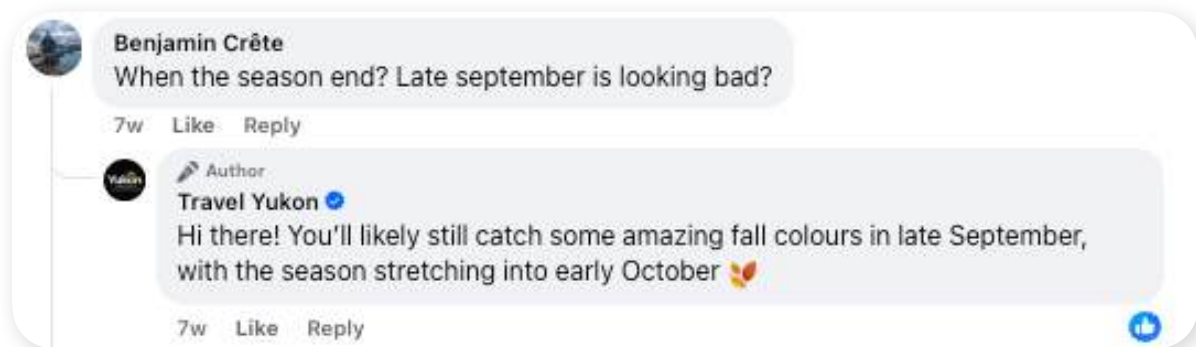 Benjamin Crête
When the season end? Late september is looking bad?
7w Like Reply
Yukon
Author
Travel Yukon
Hi there! You’ll likely still catch some amazing fall colours in late September,
with the season stretching into early October
7w Like Reply